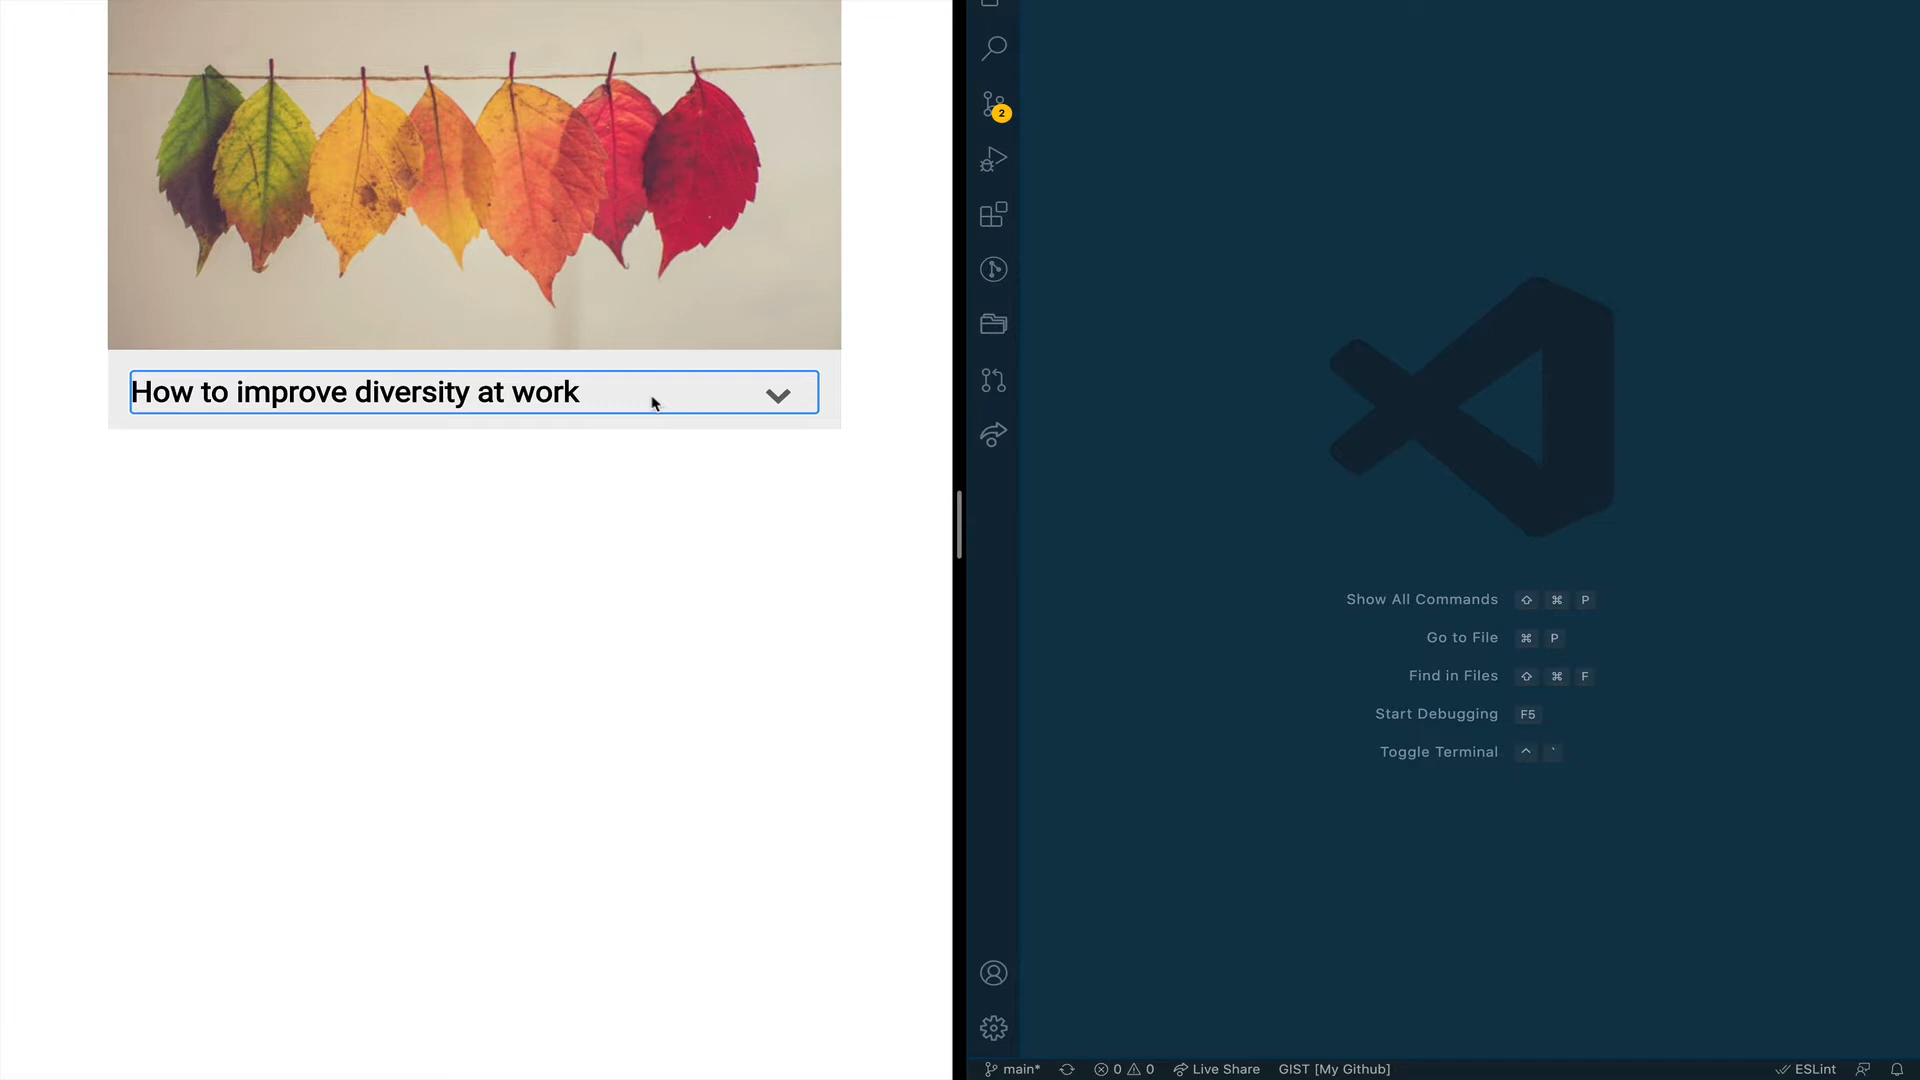 How to improve diversity at work
2
Show All Commands ⇧ ⌘ P
Go to File ⌘ P
Find in Files ⇧ ⌘ F
Start Debugging F5
Toggle Terminal ^ `
main* 0 0 Live Share GIST [My Github] ESLint